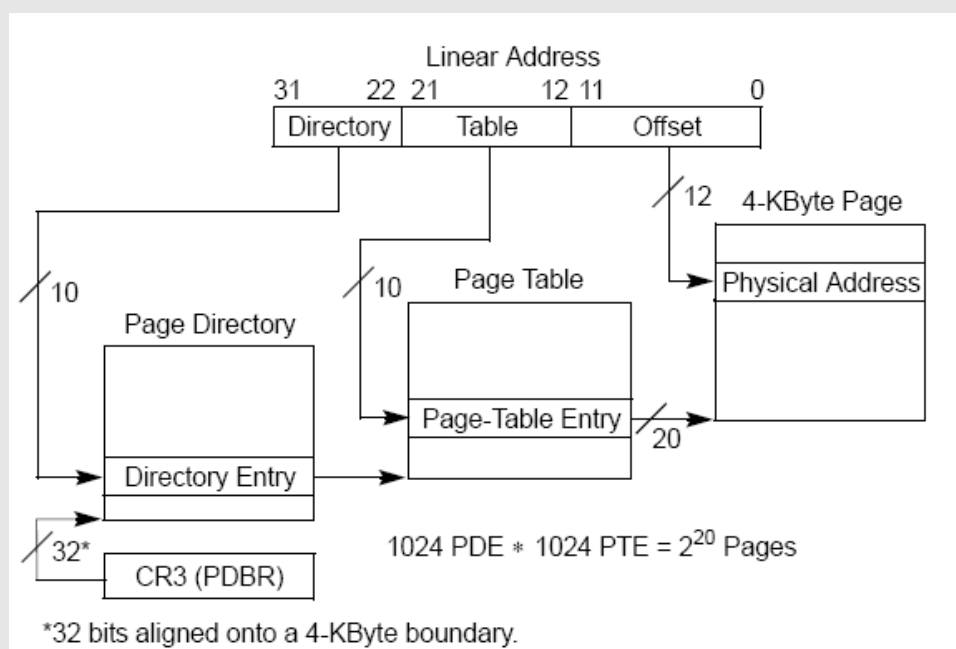 Linear Address
31 22 21 12 11 0
Directory Table Offset
12
4-KByte Page
Physical Address
10
10
Page Table
Page Directory
Page-Table Entry
20
Directory Entry
32*
1024 PDE * 1024 PTE = 2^20 Pages
CR3 (PDBR)
*32 bits aligned onto a 4-KByte boundary.